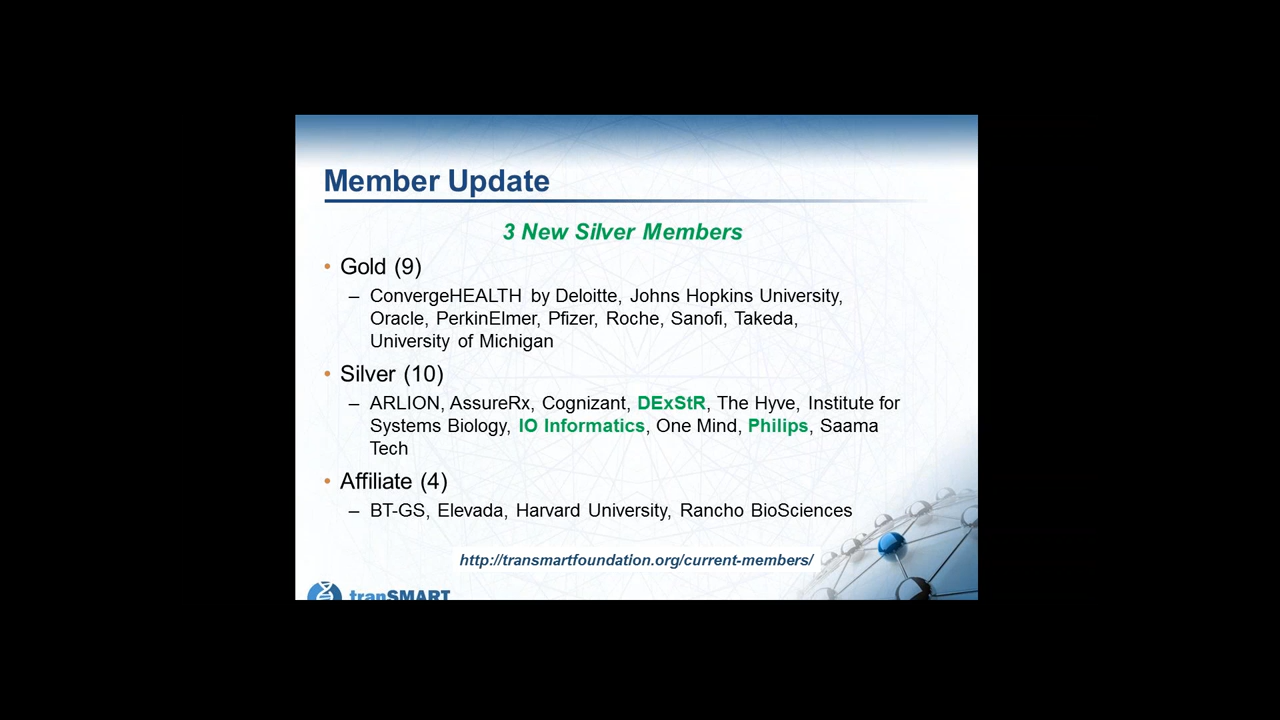 Member Update
3 New Silver Members
• Gold (9)
– ConvergeHEALTH by Deloitte, Johns Hopkins University,
Oracle, PerkinElmer, Pfizer, Roche, Sanofi, Takeda,
University of Michigan
• Silver (10)
– ARLION, AssureRx, Cognizant, DExStR, The Hyve, Institute for
Systems Biology, IO Informatics, One Mind, Philips, Saama
Tech
• Affiliate (4)
– BT-GS, Elevada, Harvard University, Rancho BioSciences
http://transmartfoundation.org/current-members/
tranSMART